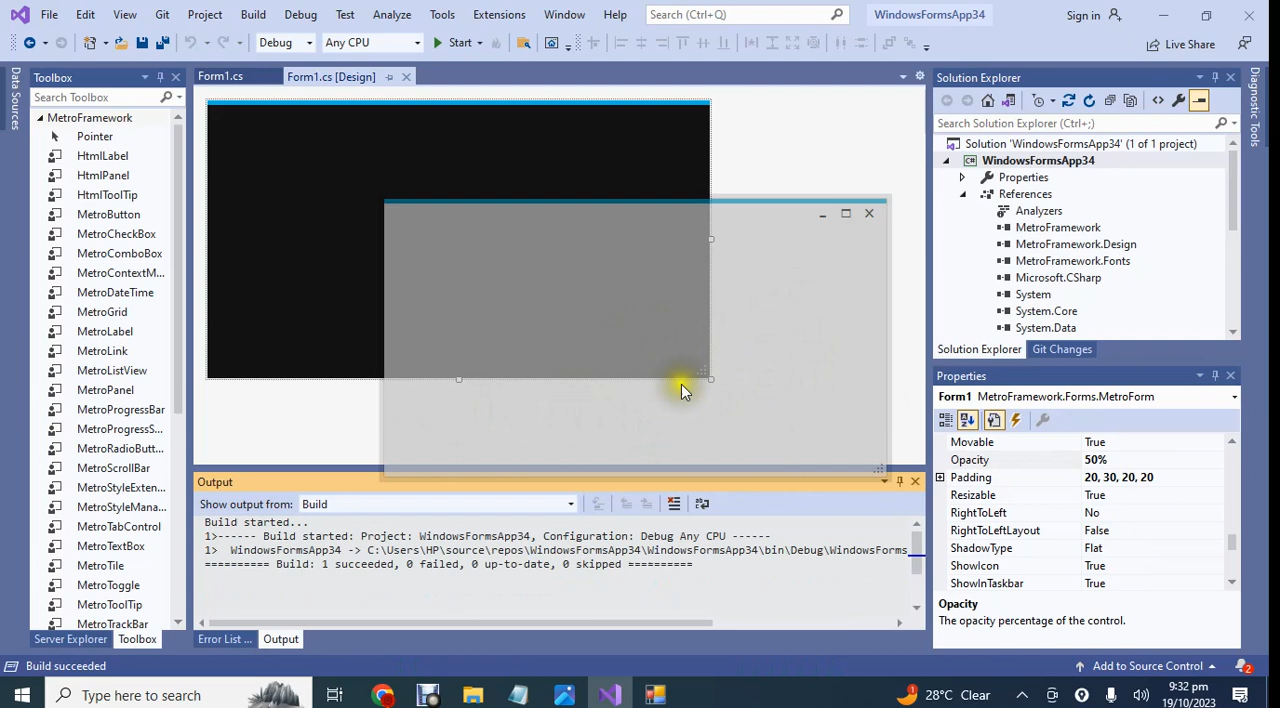 File Edit View Git Project Build Debug Test Analyze Tools Extensions Window Help Search (Ctrl+Q) WindowsFormsApp34 Sign in
Debug Any CPU Start Live Share
Data Sources
Toolbox
Search Toolbox
MetroFramework
Pointer
HtmlLabel
HtmlPanel
HtmlToolTip
MetroButton
MetroCheckBox
MetroComboBox
MetroContextM...
MetroDateTime
MetroGrid
MetroLabel
MetroLink
MetroListView
MetroPanel
MetroProgressBar
MetroProgressS...
MetroRadioButt...
MetroScrollBar
MetroStyleExten...
MetroStyleMana...
MetroTabControl
MetroTextBox
MetroTile
MetroToggle
MetroToolTip
MetroTrackBar
Server Explorer Toolbox
Form1.cs Form1.cs [Design]
Output
Show output from: Build
Build started...
1>------ Build started: Project: WindowsFormsApp34, Configuration: Debug Any CPU ------
1>  WindowsFormsApp34 -> C:\Users\HP\source\repos\WindowsFormsApp34\WindowsFormsApp34\bin\Debug\WindowsForms
========== Build: 1 succeeded, 0 failed, 0 up-to-date, 0 skipped ==========
Error List ... Output
Solution Explorer
Search Solution Explorer (Ctrl+;)
Solution 'WindowsFormsApp34' (1 of 1 project)
C# WindowsFormsApp34
Properties
References
Analyzers
MetroFramework
MetroFramework.Design
MetroFramework.Fonts
Microsoft.CSharp
System
System.Core
System.Data
Solution Explorer Git Changes
Properties
Form1 MetroFramework.Forms.MetroForm
Movable True
Opacity 50%
Padding 20, 30, 20, 20
Resizable True
RightToLeft No
RightToLeftLayout False
ShadowType Flat
ShowIcon True
ShowInTaskbar True
Opacity
The opacity percentage of the control.
Diagnostic Tools
Build succeeded Add to Source Control 2
Type here to search 1 28°C Clear 9:32 pm
19/10/2023